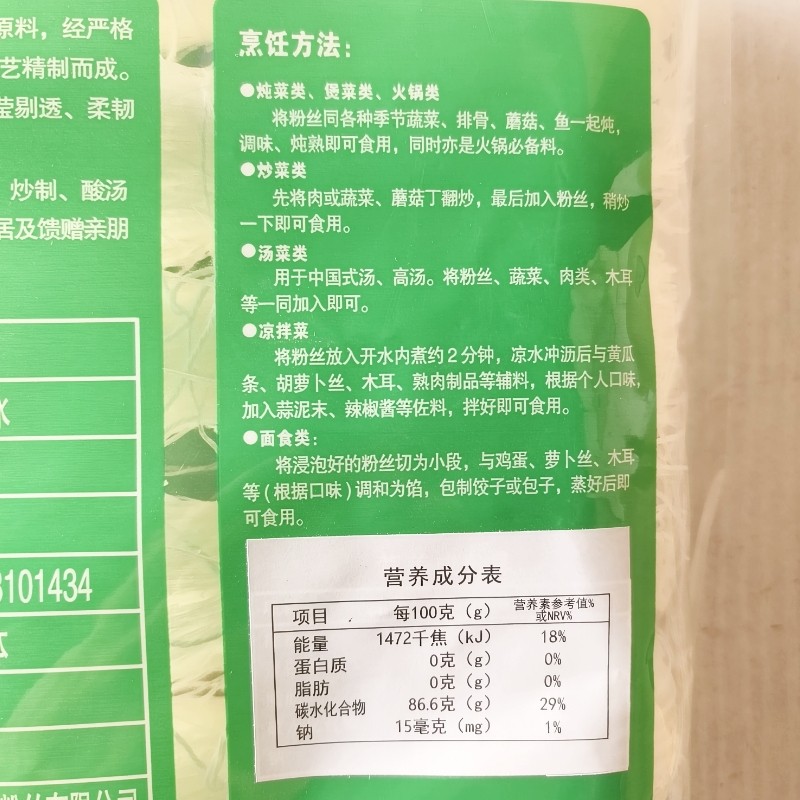 原料，经严格
艺精制而成。
莹剔透、柔韧
炒制、酸汤
居及馈赠亲朋
水
3101434
烹饪方法：
●炖菜类、煲菜类、火锅类
将粉丝同各种季节蔬菜、排骨、蘑菇、鱼一起炖，
调味、炖熟即可食用，同时亦是火锅必备料。
●炒菜类
先将肉或蔬菜、蘑菇丁翻炒，最后加入粉丝，稍炒
一下即可食用。
●汤菜类
用于中国式汤、高汤。将粉丝、蔬菜、肉类、木耳
等一同加入即可。
●凉拌菜
将粉丝放入开水内煮约2分钟，凉水冲沥后与黄瓜
条、胡萝卜丝、木耳、熟肉制品等辅料，根据个人口味，
加入蒜泥末、辣椒酱等佐料，拌好即可食用。
●面食类：
将浸泡好的粉丝切为小段，与鸡蛋、萝卜丝、木耳
等(根据口味)调和为馅，包制饺子或包子，蒸好后即
可食用。
营养成分表
项目 每100克（g） 营养素参考值%
或NRV%
能量 1472千焦（kJ） 18%
蛋白质 0克（g） 0%
脂肪 0克（g） 0%
碳水化合物 86.6克（g） 29%
钠 15毫克（mg） 1%